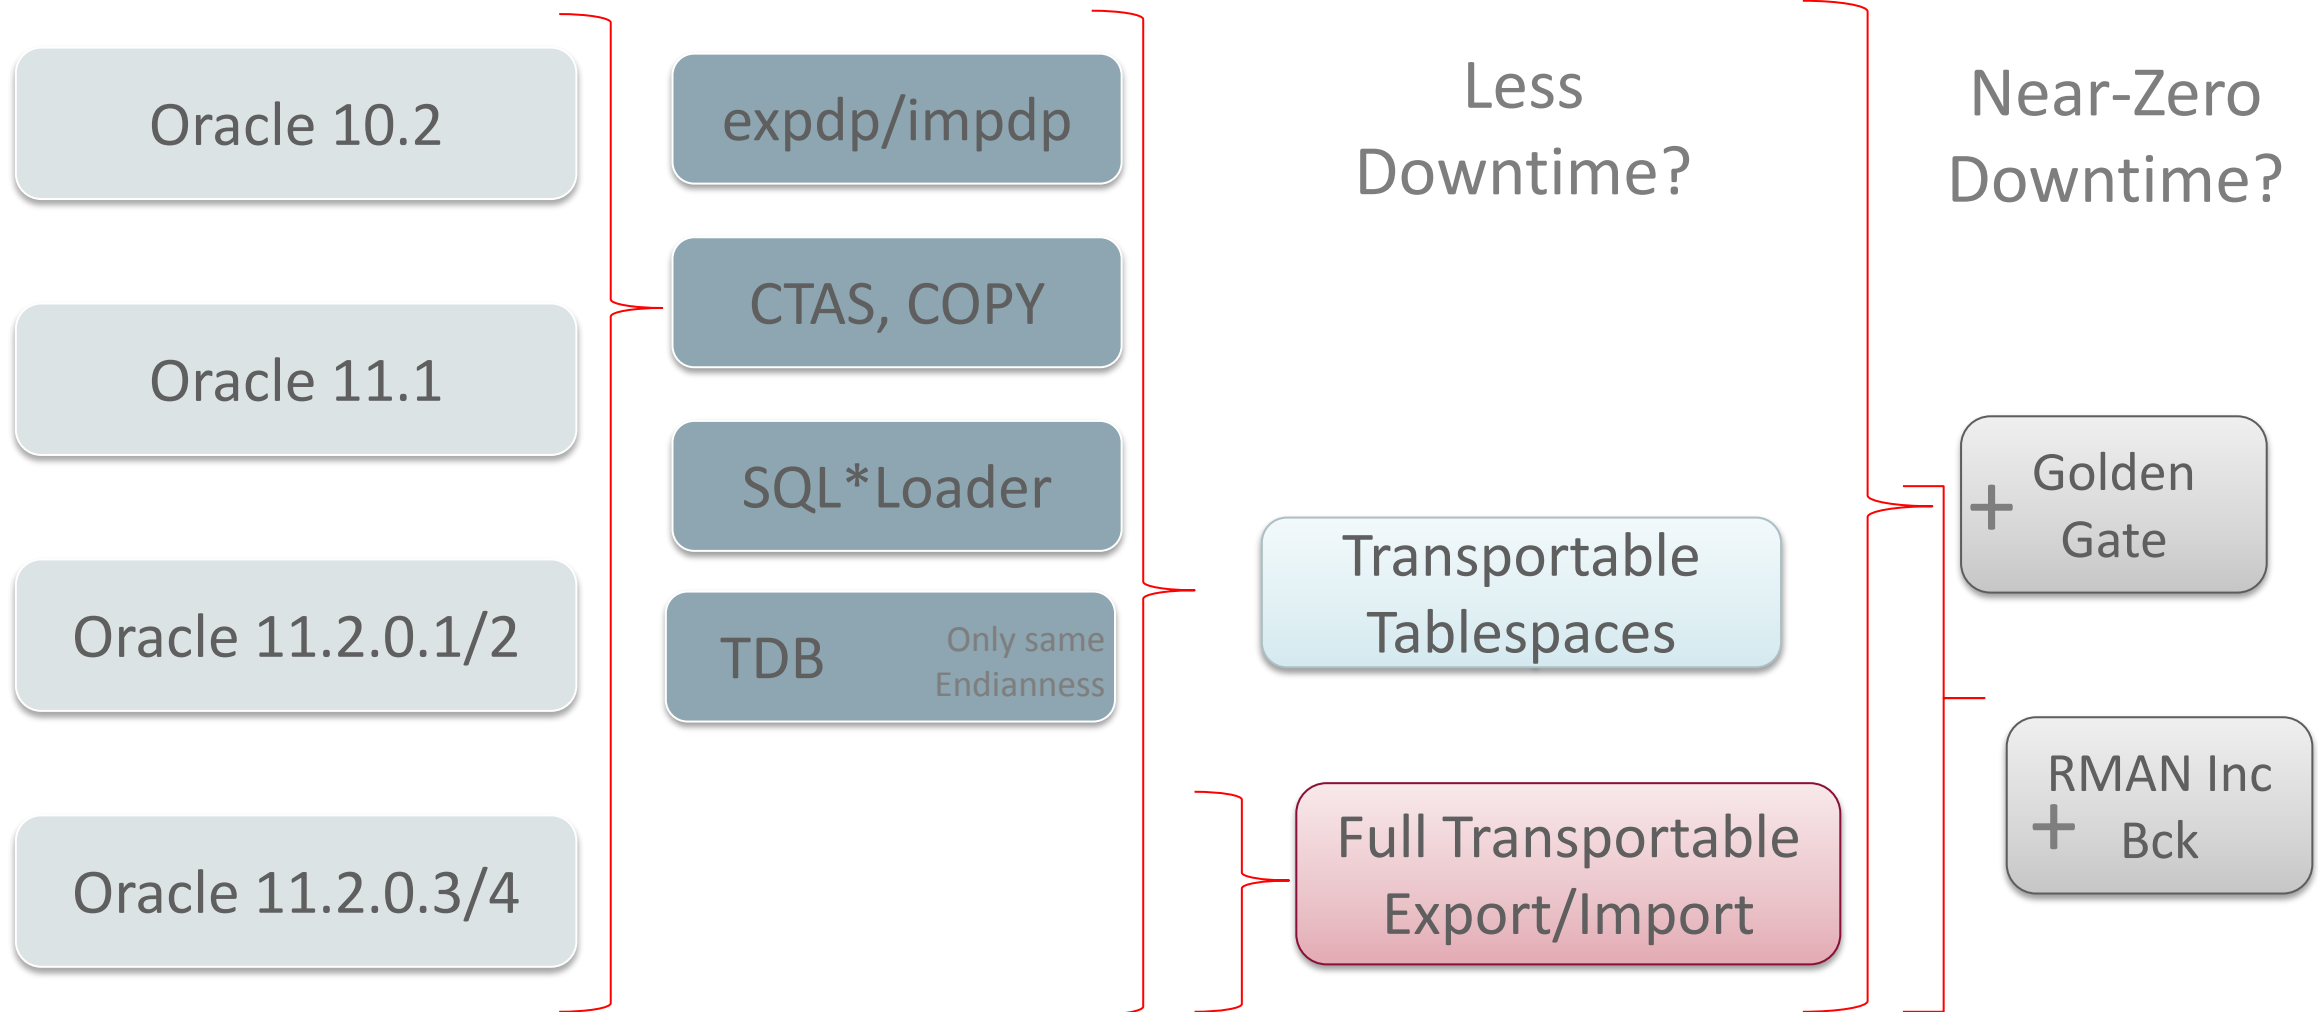 Oracle 10.2
Oracle 11.1
Oracle 11.2.0.1/2
Oracle 11.2.0.3/4
expdp/impdp
CTAS, COPY
SQL*Loader
TDB
Only same
Endianness
Less
Downtime?
Transportable
Tablespaces
Full Transportable
Export/Import
Near-Zero
Downtime?
Golden
+
Gate
RMAN Inc
+
Bck